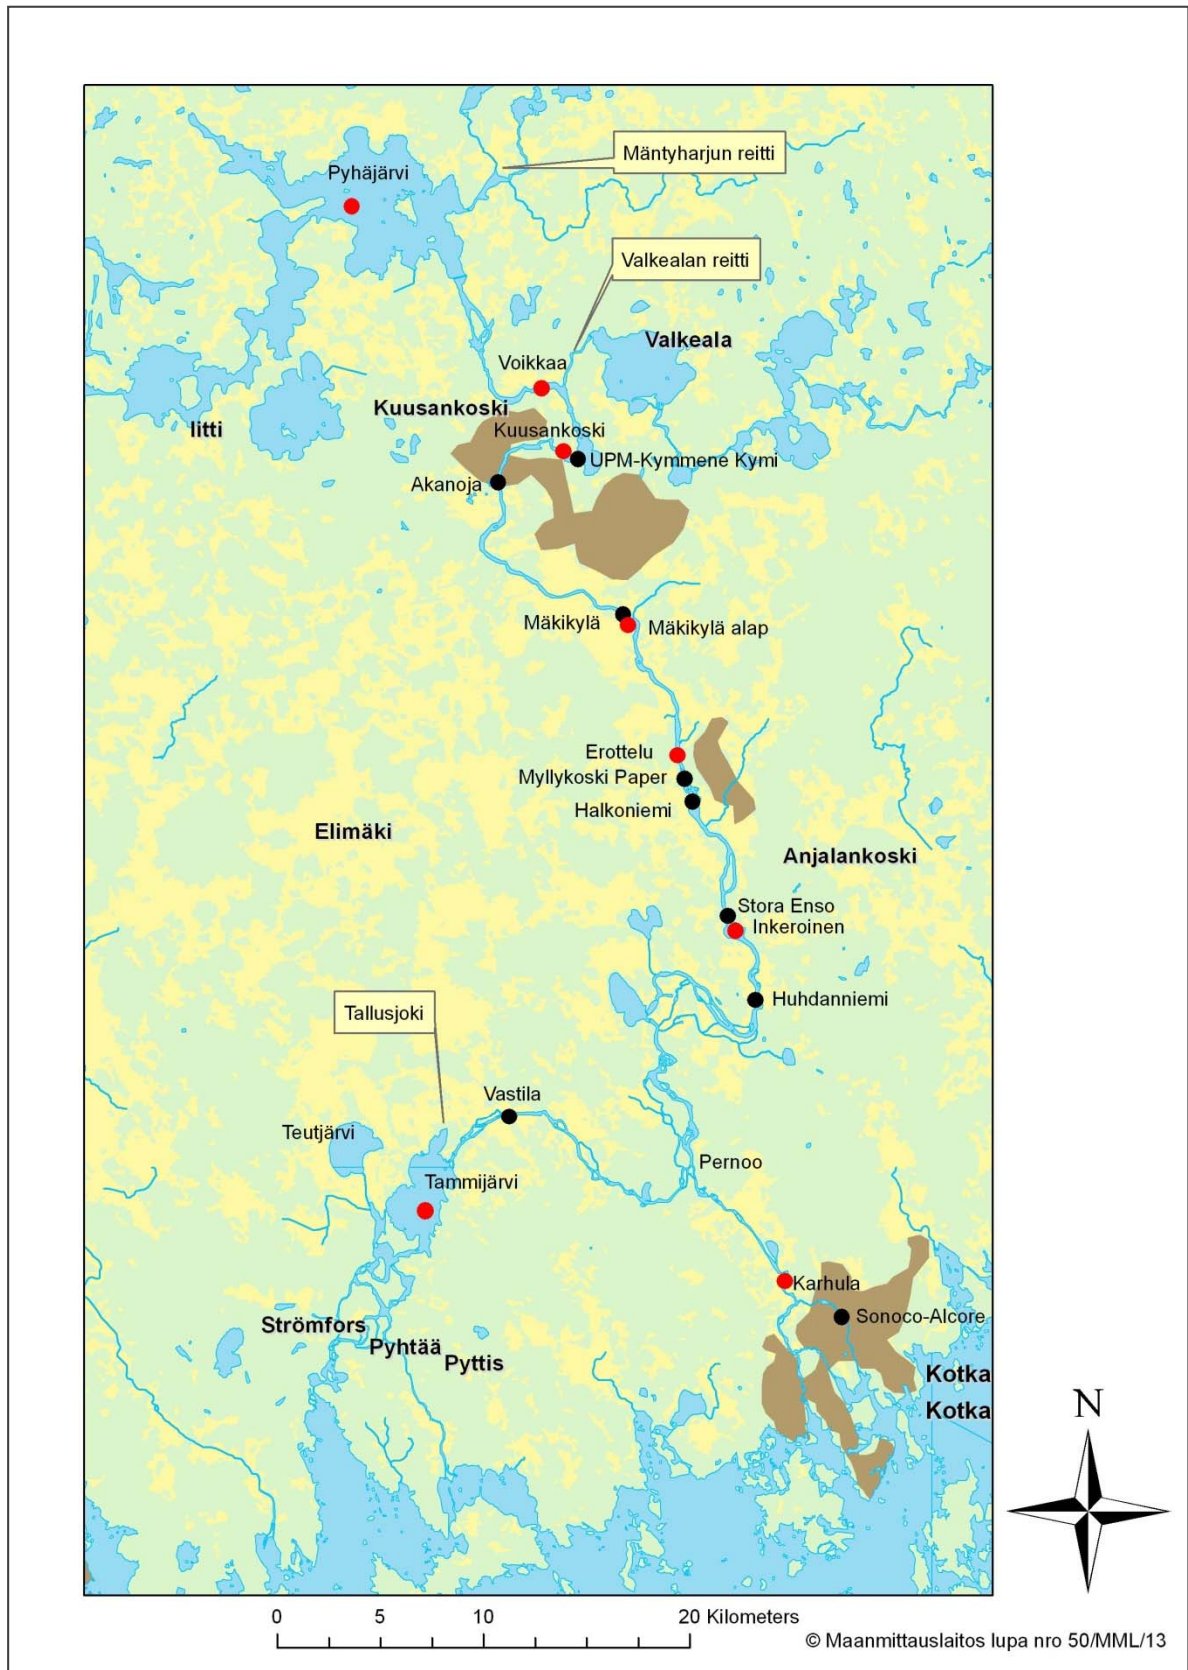 Mäntyharjun reitti
Pyhäjärvi
Valkealan reitti
Valkeala
Voikkaa
Kuusankoski
Iitti
Kuusankoski
UPM-Kymmene Kymi
Akanoja
Mäkikylä
Mäkikylä alap
Erottelu
Myllykoski Paper
Halkoniemi
Elimäki
Anjalankoski
Stora Enso
Inkeroinen
Huhdanniemi
Tallusjoki
Vastila
Teutjärvi
Pernoo
Tammijärvi
Karhula
Sonoco-Alcore
Strömfors
Pyhtää
Pyttis
Kotka
Kotka
N
0 5 10 20 Kilometers
© Maanmittauslaitos lupa nro 50/MML/13